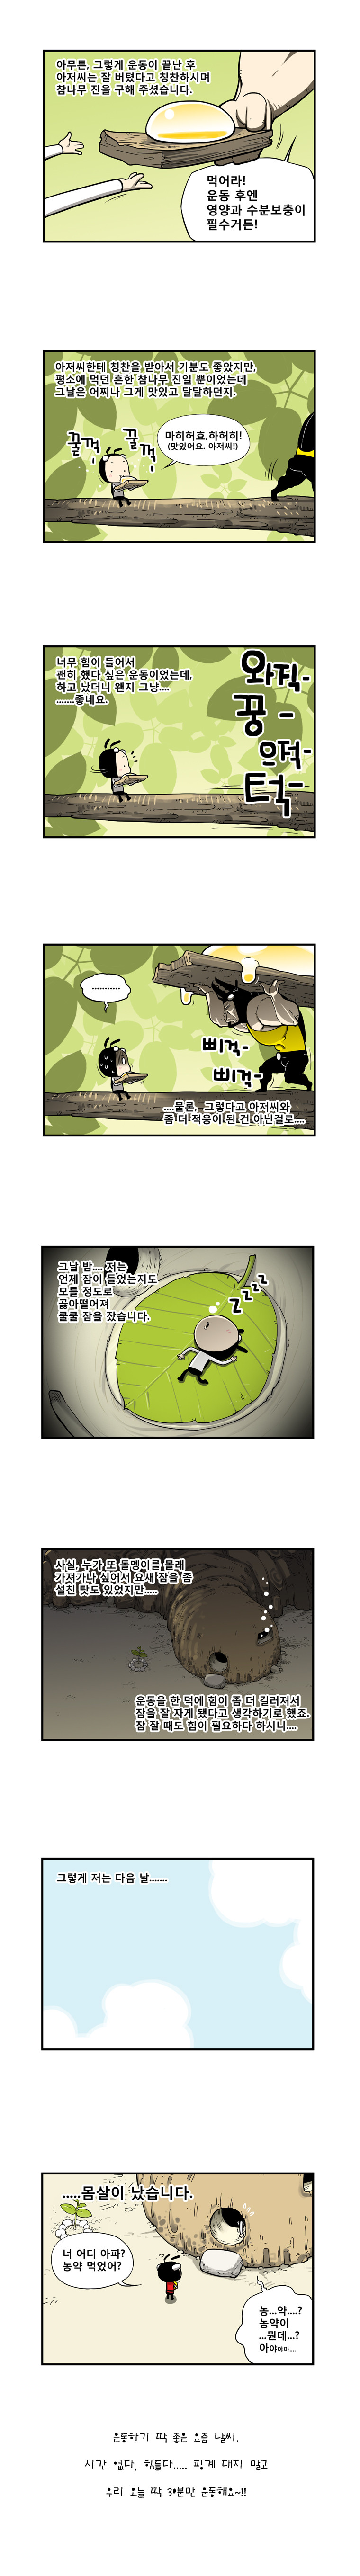 아무튼, 그렇게 운동이 끝난 후
아저씨는 잘 버텼다고 칭찬하시며
참나무 진을 구해 주셨습니다.
먹어라!
운동 후엔
영양과 수분보충이
필수거든!
아저씨한테 칭찬을 받아서 기분도 좋았지만,
평소에 먹던 흔한 참나무 진일 뿐이었는데
그날은 어찌나 그게 맛있고 달달하던지.
꿀꺽
꿀꺽
마히허효,하허히!
(맛있어요. 아저씨!)
너무 힘이 들어서
괜히 했다 싶은 운동이었는데,
하고 났더니 왠지 그냥....
.......좋네요.
와직-
꿍-
으적-
턱-
...........
삐걱-
삐걱-
....물론, 그렇다고 아저씨와
좀 더 적응이 된 건 아닌걸로....
그날 밤.... 저는
언제 잠이 들었는지도
모를 정도로
곯아떨어져
쿨쿨 잠을 잤습니다.
Z Z Z Z
사실, 누가 또 돌멩이를 몰래
가져가나 싶어서 요새 잠을 좀
설친 탓도 있었지만.....
운동을 한 덕에 힘이 좀 더 길러져서
잠을 잘 자게 됐다고 생각하기로 했죠.
잠 잘 때도 힘이 필요하다 하시니....
그렇게 저는 다음 날.......
.....몸살이 났습니다.
너 어디 아파?
농약 먹었어?
농...약....?
농약이
...뭔데...?
아야아아....
운동하기 딱 좋은 요즘 날씨.
시간 없다, 힘들다..... 핑계 대지 말고
우리 오늘 딱 30분만 운동해요~!!